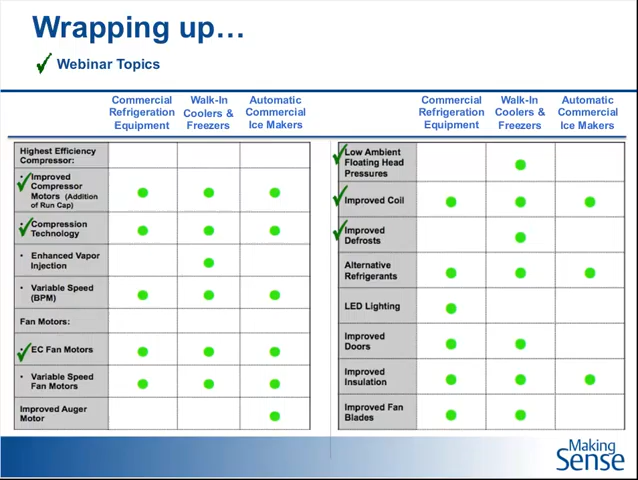 Wrapping up…
✓ Webinar Topics
Commercial Refrigeration Equipment
Walk-In Coolers & Freezers
Automatic Commercial Ice Makers
Highest Efficiency
Compressor:
• Improved
Compressor
Motors (Addition
of Run Cap)
• Compression
Technology
• Enhanced Vapor
Injection
• Variable Speed
(BPM)
Fan Motors:
• EC Fan Motors
• Variable Speed
Fan Motors
Improved Auger
Motor
Commercial Refrigeration Equipment
Walk-In Coolers & Freezers
Automatic Commercial Ice Makers
Low Ambient
Floating Head
Pressures
Improved Coil
Improved
Defrosts
Alternative
Refrigerants
LED Lighting
Improved
Doors
Improved
Insulation
Improved Fan
Blades
Making
Sense